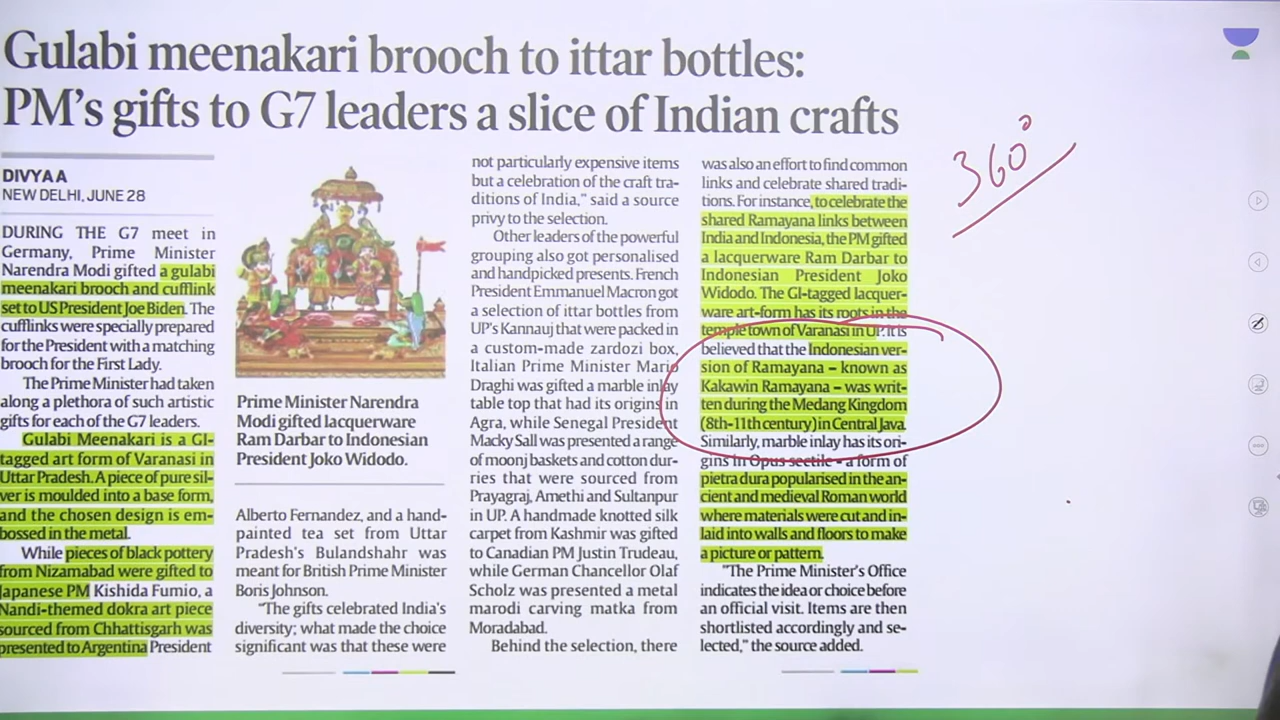 Gulabi meenakari brooch to ittar bottles:
PM's gifts to G7 leaders a slice of Indian crafts
DIVYA A
NEW DELHI, JUNE 28
DURING THE G7 meet in
Germany, Prime Minister
Narendra Modi gifted a gulabi
meenakari brooch and cufflink
set to US President Joe Biden. The
cufflinks were specially prepared
for the President with a matching
brooch for the First Lady.
The Prime Minister had taken
along a plethora of such artistic
gifts for each of the G7 leaders.
Gulabi Meenakari is a GI-
tagged art form of Varanasi in
Uttar Pradesh. A piece of pure sil-
ver is moulded into a base form,
and the chosen design is em-
bossed in the metal.
While pieces of black pottery
from Nizamabad were gifted to
Japanese PM Kishida Fumio, a
Nandi-themed dokra art piece
sourced from Chhattisgarh was
presented to Argentina President
Prime Minister Narendra
Modi gifted lacquerware
Ram Darbar to Indonesian
President Joko Widodo.
Alberto Fernandez, and a hand-
painted tea set from Uttar
Pradesh's Bulandshahr was
meant for British Prime Minister
Boris Johnson.
"The gifts celebrated India's
diversity; what made the choice
significant was that these were
not particularly expensive items
but a celebration of the craft tra-
ditions of India," said a source
privy to the selection.
Other leaders of the powerful
grouping also got personalised
and handpicked presents. French
President Emmanuel Macron got
a selection of ittar bottles from
UP's Kannauj that were packed in
a custom-made zardozi box,
Italian Prime Minister Mario
Draghi was gifted a marble inlay
table top that had its origins in
Agra, while Senegal President
Macky Sall was presented a range
of moonj baskets and cotton dur-
ries that were sourced from
Prayagraj, Amethi and Sultanpur
in UP. A handmade knotted silk
carpet from Kashmir was gifted
to Canadian PM Justin Trudeau,
while German Chancellor Olaf
Scholz was presented a metal
marodi carving matka from
Moradabad.
Behind the selection, there
was also an effort to find common
links and celebrate shared tradi-
tions. For instance, to celebrate the
shared Ramayana links between
India and Indonesia, the PM gifted
a lacquerware Ram Darbar to
Indonesian President Joko
Widodo. The GI-tagged lacquer-
ware art-form has its roots in the
temple town of Varanasi in UP. It is
believed that the Indonesian ver-
sion of Ramayana – known as
Kakawin Ramayana – was writ-
ten during the Medang Kingdom
(8th-11th century) in Central Java.
Similarly, marble inlay has its ori-
gins in Opus sectile – a form of
pietra dura popularised in the an-
cient and medieval Roman world
where materials were cut and in-
laid into walls and floors to make
a picture or pattern.
"The Prime Minister's Office
indicates the idea or choice before
an official visit. Items are then
shortlisted accordingly and se-
lected," the source added.
360°